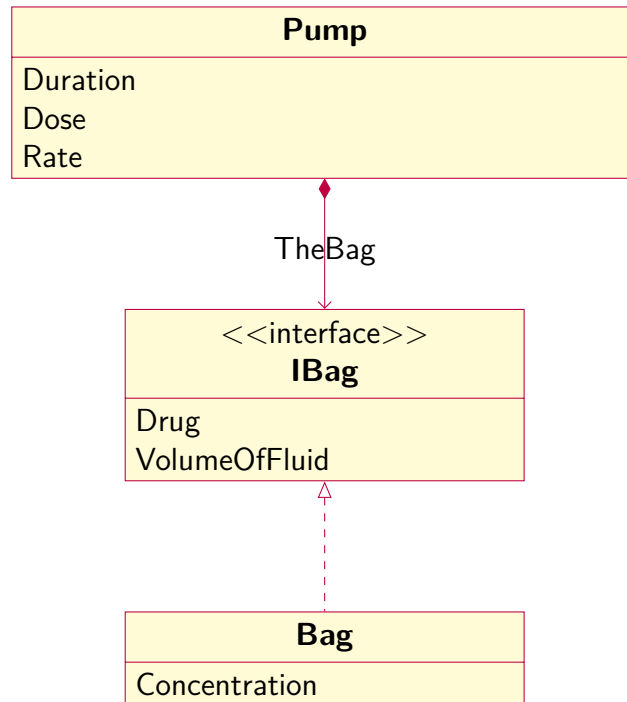 Pump
Duration
Dose
Rate
TheBag
<<interface>>
IBag
Drug
VolumeOfFluid
Bag
Concentration